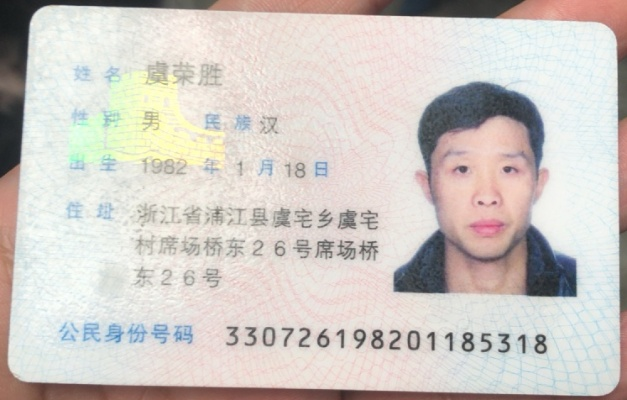 姓名 虞荣胜
性别 男 民族 汉
出生 1982 年 1 月 18 日
住址 浙江省浦江县虞宅乡虞宅
村席场桥东26号席场桥
东26号
公民身份号码 330726198201185318